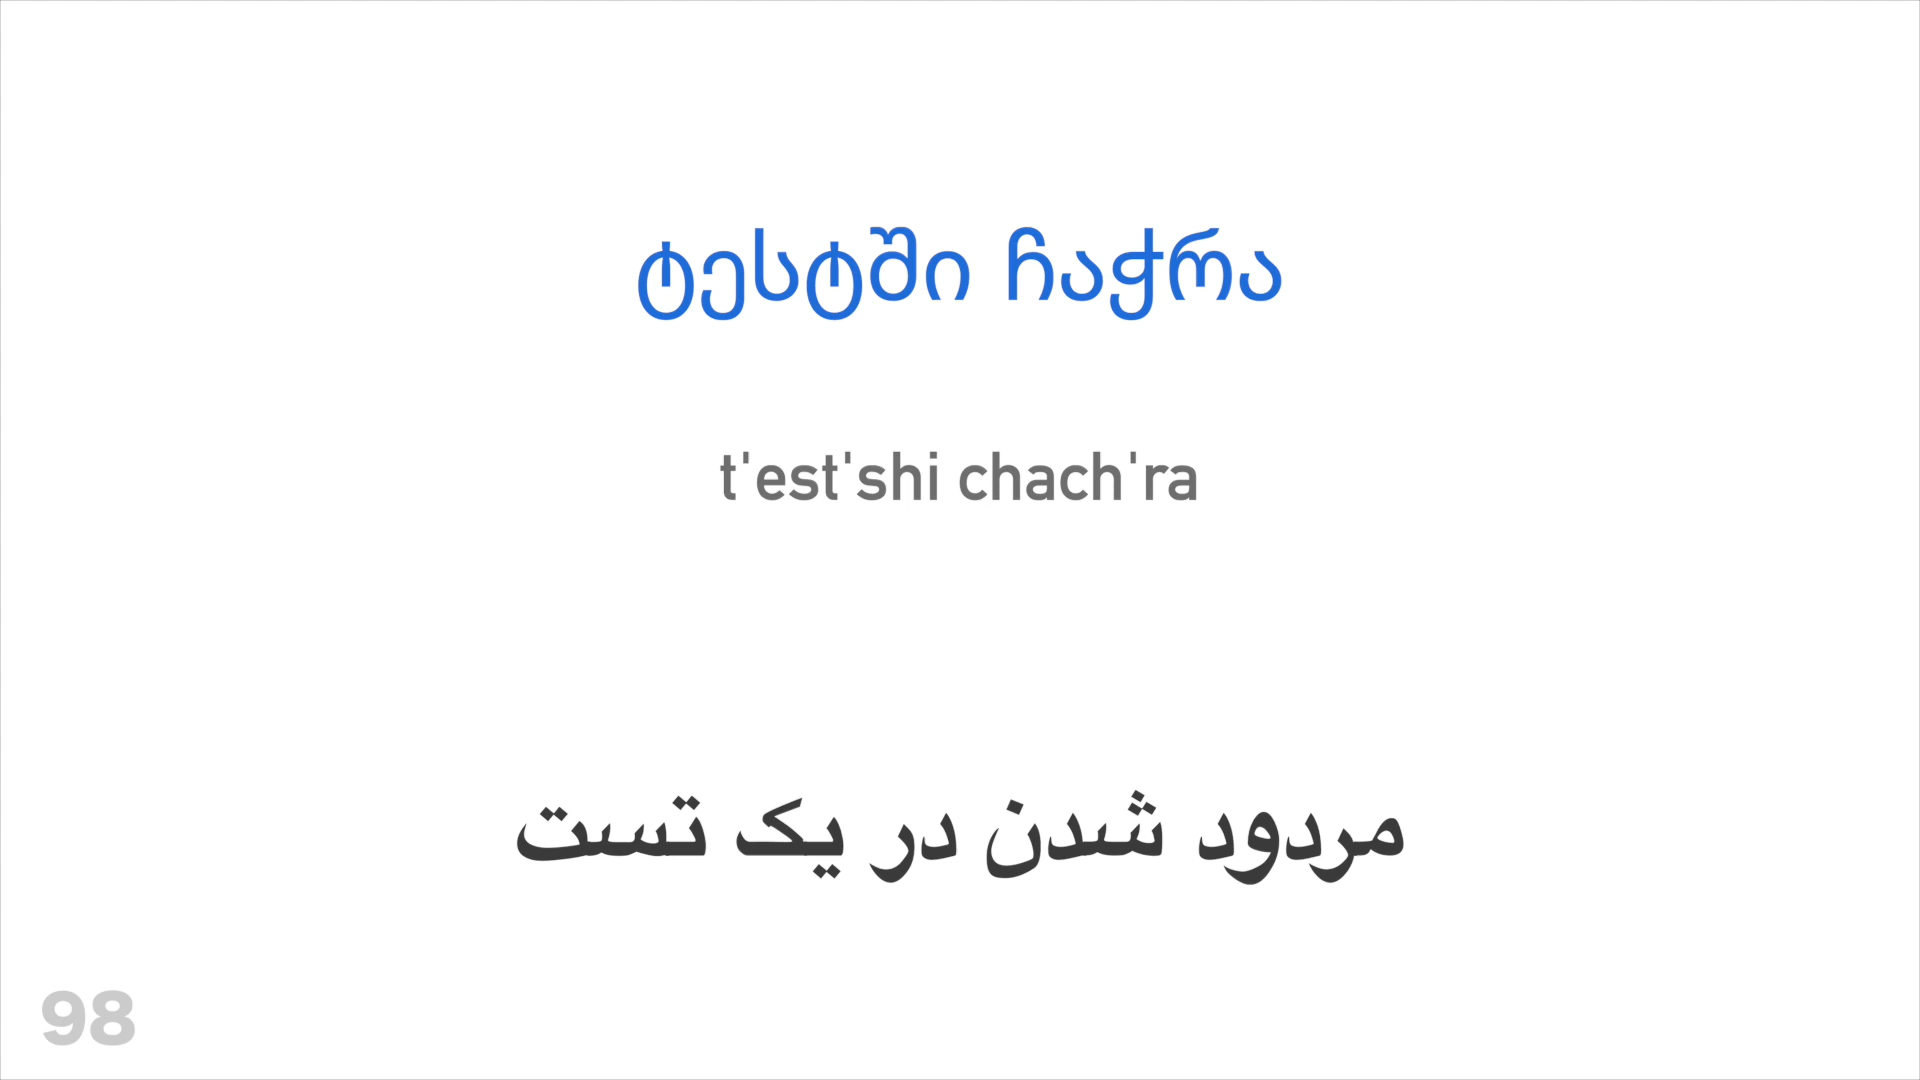 ტესტში ჩაჭრა
t'est'shi chach'ra
مردود شدن در یک تست
98